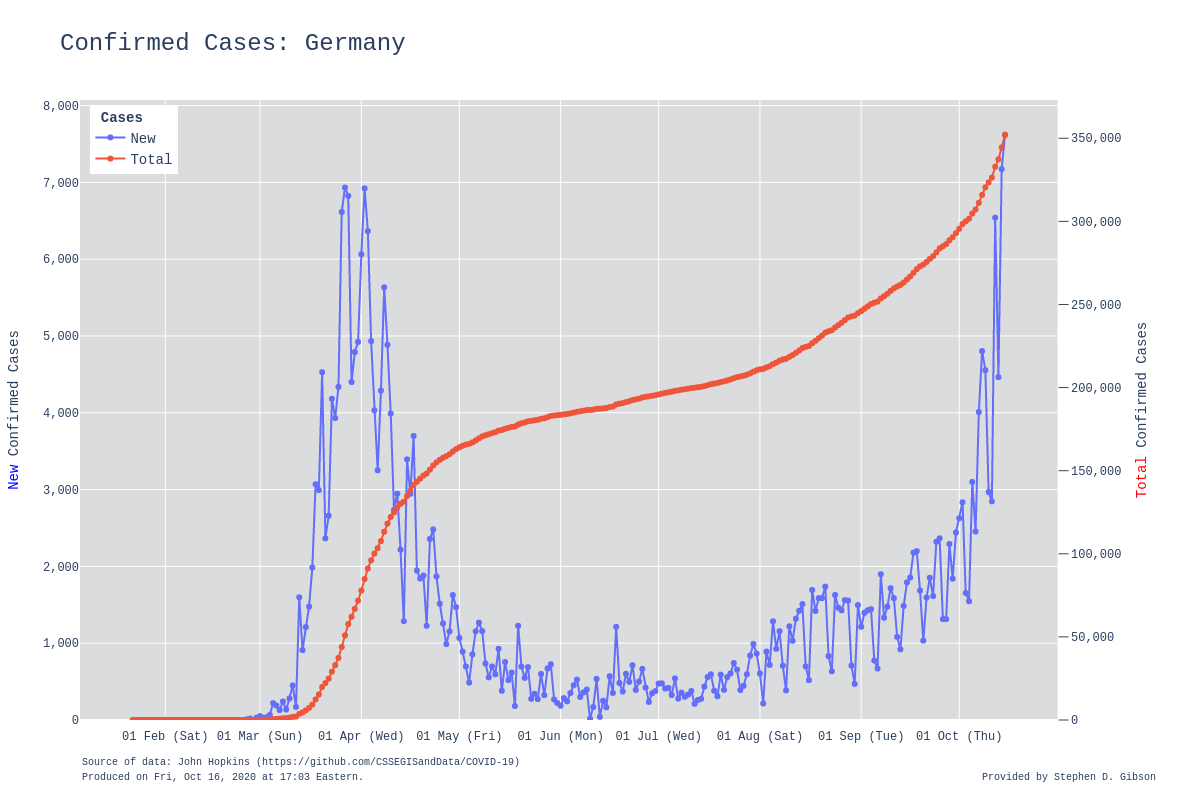 Confirmed Cases: Germany
Cases
New
Total
8,000
7,000
6,000
5,000
4,000
3,000
2,000
1,000
0
New Confirmed Cases
350,000
300,000
250,000
200,000
150,000
100,000
50,000
0
Total Confirmed Cases
01 Feb (Sat) 01 Mar (Sun) 01 Apr (Wed) 01 May (Fri) 01 Jun (Mon) 01 Jul (Wed) 01 Aug (Sat) 01 Sep (Tue) 01 Oct (Thu)
Source of data: John Hopkins (https://github.com/CSSEGISandData/COVID-19)
Produced on Fri, Oct 16, 2020 at 17:03 Eastern.
Provided by Stephen D. Gibson